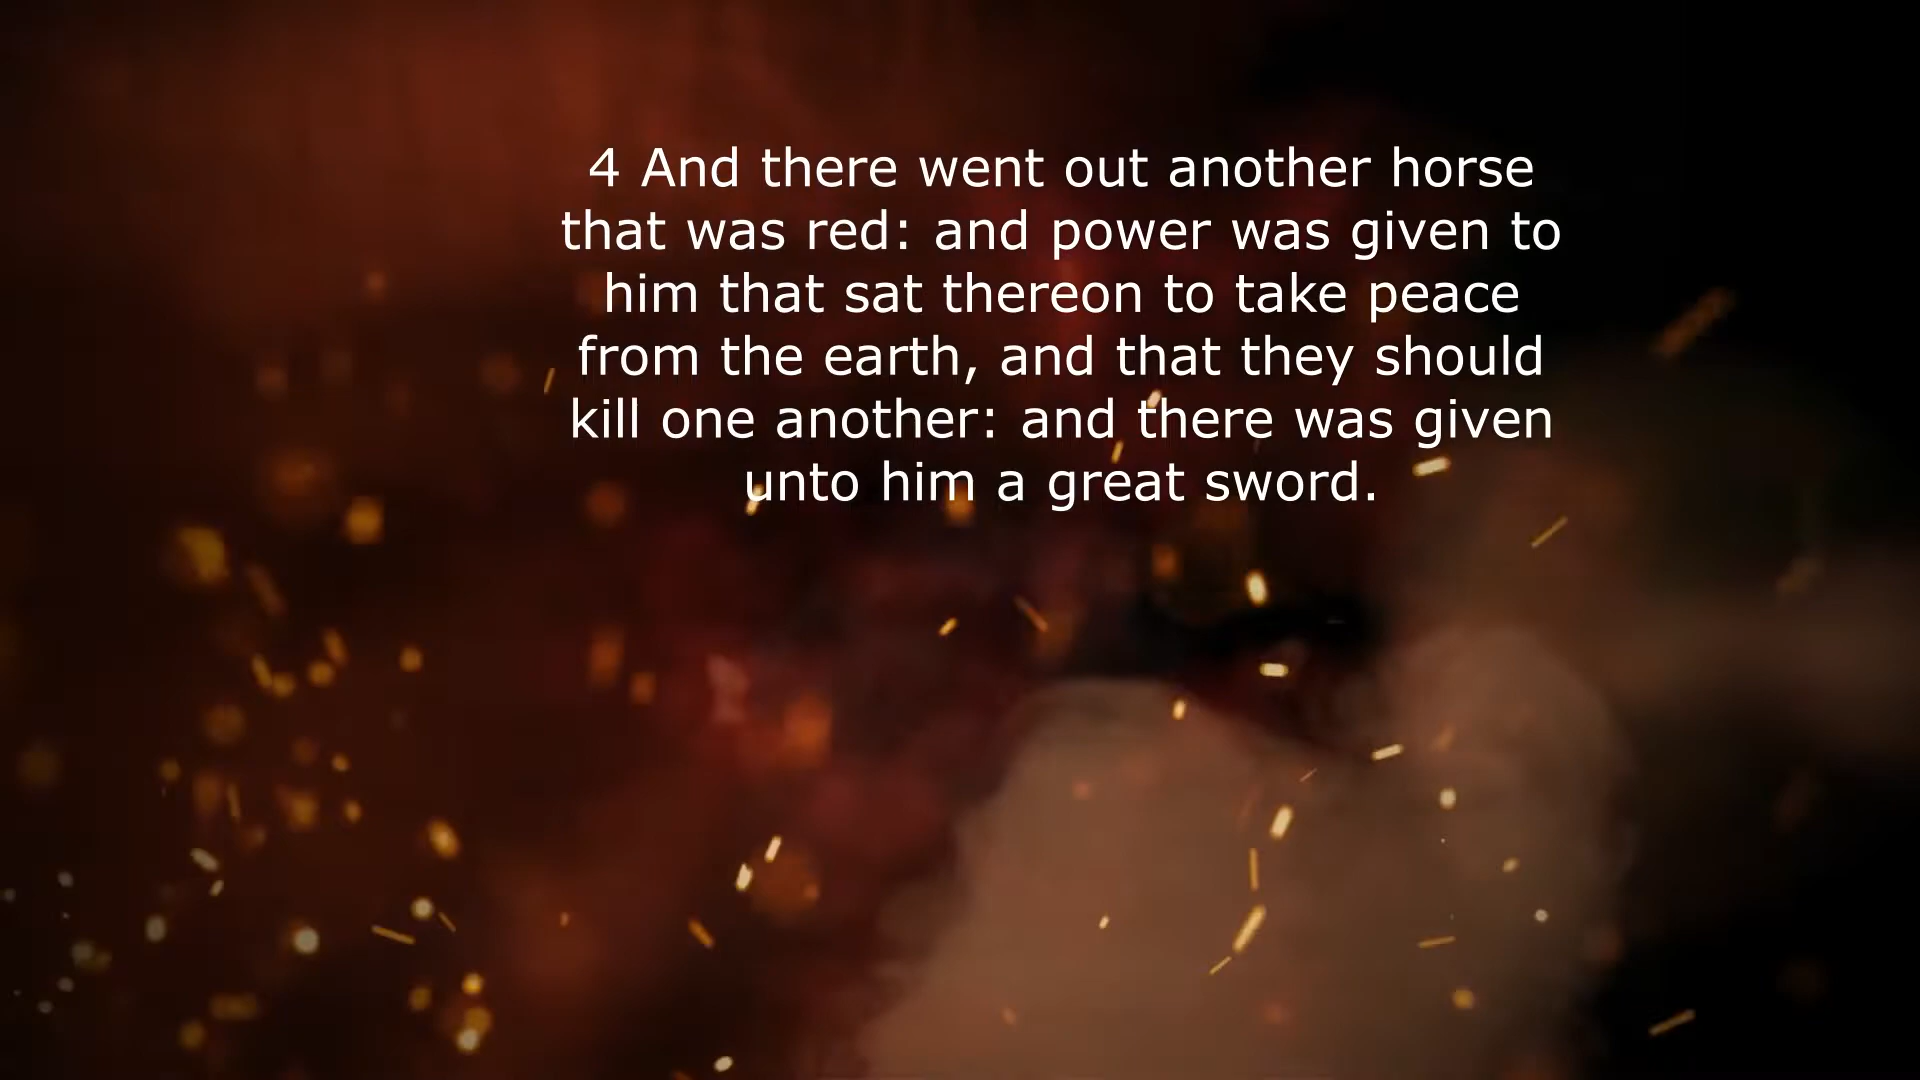 4 And there went out another horse
that was red: and power was given to
him that sat thereon to take peace
from the earth, and that they should
kill one another: and there was given
unto him a great sword.